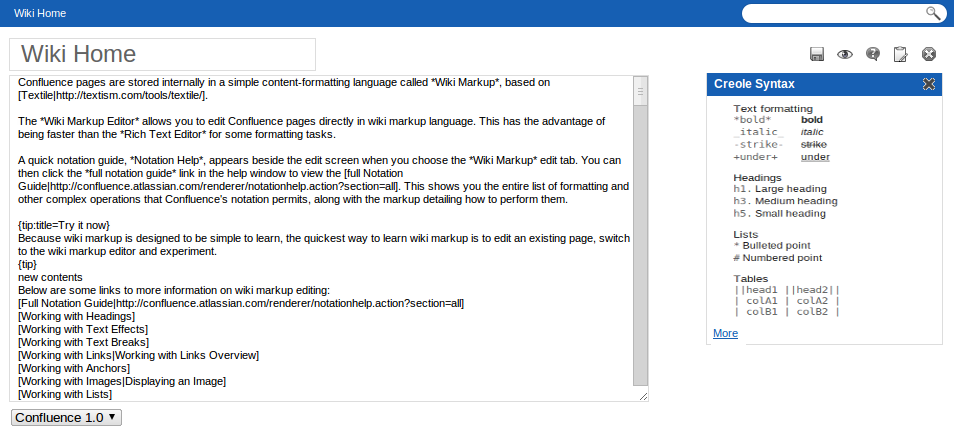 Wiki Home
Wiki Home
Confluence pages are stored internally in a simple content-formatting language called *Wiki Markup*, based on
[Textile|http://textism.com/tools/textile/].
The *Wiki Markup Editor* allows you to edit Confluence pages directly in wiki markup language. This has the advantage of
being faster than the *Rich Text Editor* for some formatting tasks.
A quick notation guide, *Notation Help*, appears beside the edit screen when you choose the *Wiki Markup* edit tab. You can
then click the *full notation guide* link in the help window to view the [full Notation
Guide|http://confluence.atlassian.com/renderer/notationhelp.action?section=all]. This shows you the entire list of formatting and
other complex operations that Confluence's notation permits, along with the markup detailing how to perform them.
{tip:title=Try it now}
Because wiki markup is designed to be simple to learn, the quickest way to learn wiki markup is to edit an existing page, switch
to the wiki markup editor and experiment.
{tip}
new contents
Below are some links to more information on wiki markup editing:
[Full Notation Guide|http://confluence.atlassian.com/renderer/notationhelp.action?section=all]
[Working with Headings]
[Working with Text Effects]
[Working with Text Breaks]
[Working with Links|Working with Links Overview]
[Working with Anchors]
[Working with Images|Displaying an Image]
[Working with Lists]
Confluence 1.0
Creole Syntax
Text formatting
*bold* bold
_italic_ italic
-strike- strike
+under+ under
Headings
h1. Large heading
h3. Medium heading
h5. Small heading
Lists
* Bulleted point
# Numbered point
Tables
||head1 ||head2||
| colA1 | colA2 |
| colB1 | colB2 |
More